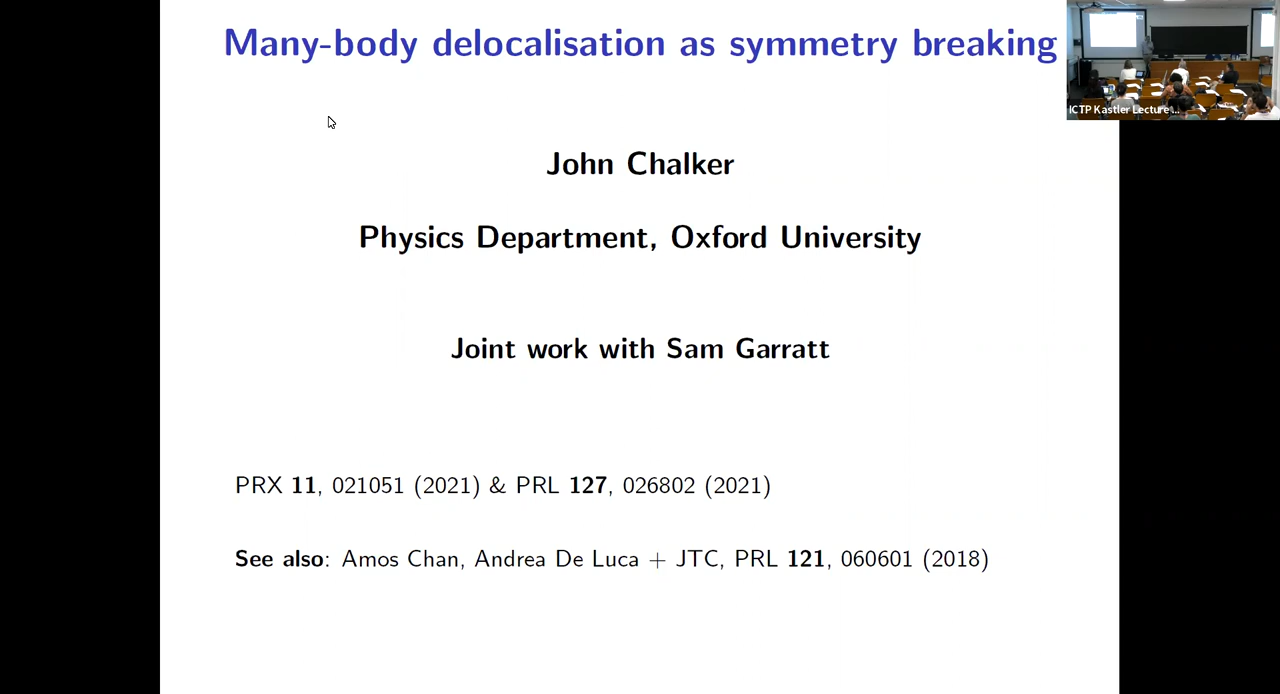 Many-body delocalisation as symmetry breaking
ICTP Kastler Lecture ...
John Chalker
Physics Department, Oxford University
Joint work with Sam Garratt
PRX 11, 021051 (2021) & PRL 127, 026802 (2021)
See also: Amos Chan, Andrea De Luca + JTC, PRL 121, 060601 (2018)